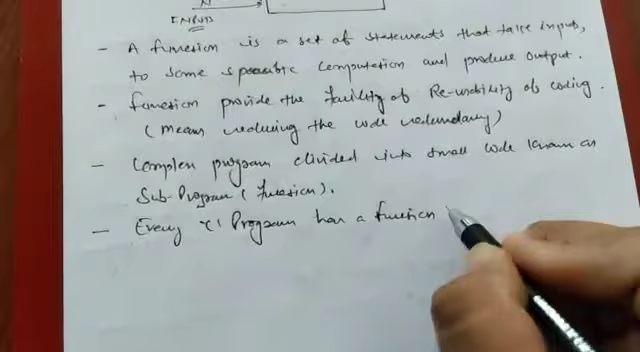 N
INPUTS
- A function is a set of statements that take inputs,
to some specific computation and produce output.
- function provide the facility of Re-usability of coding.
(means reducing the code redundancy)
- Complex program divided into small code known as
Sub-Program (function).
- Every 'C' Program has a function